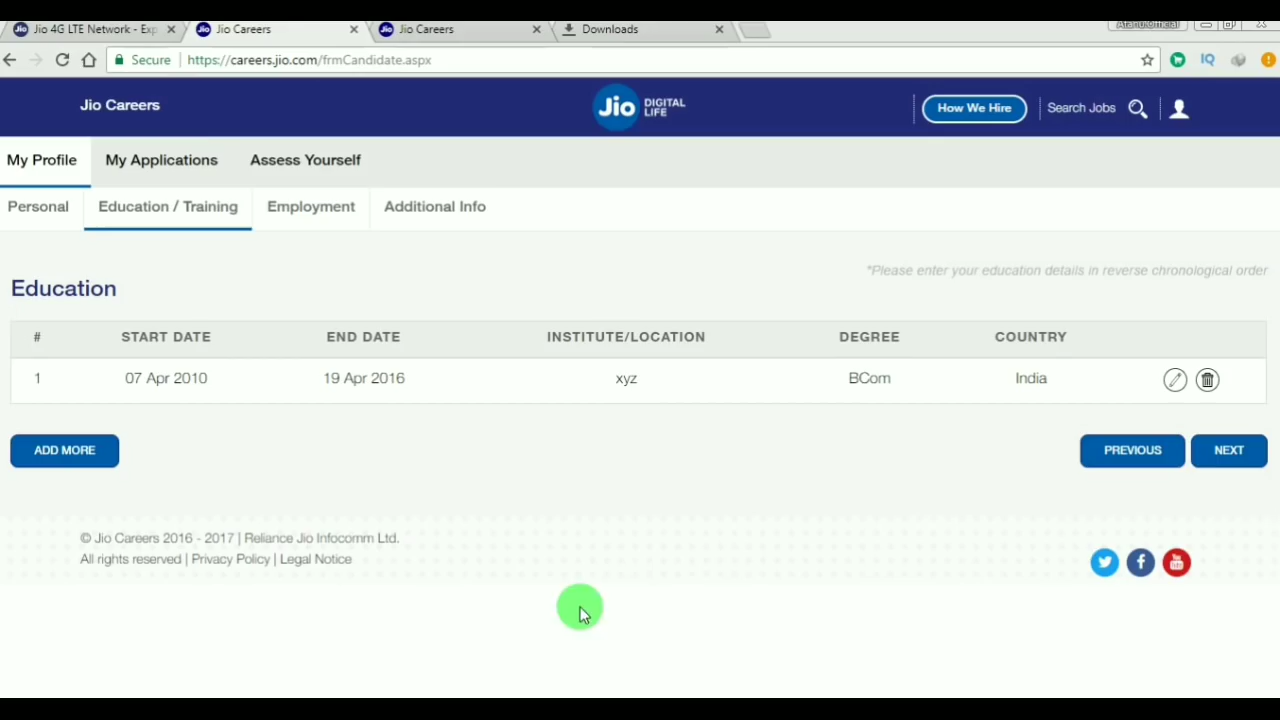 Jio 4G LTE Network - Exp
Jio Careers
Jio Careers
Downloads
Secure
https://careers.jio.com/frmCandidate.aspx
IQ
Jio Careers
Jio DIGITAL LIFE
How We Hire
Search Jobs
My Profile
My Applications
Assess Yourself
Personal
Education / Training
Employment
Additional Info
*Please enter your education details in reverse chronological order
Education
# START DATE END DATE INSTITUTE/LOCATION DEGREE COUNTRY
1 07 Apr 2010 19 Apr 2016 xyz BCom India
ADD MORE
PREVIOUS
NEXT
© Jio Careers 2016 - 2017 | Reliance Jio Infocomm Ltd.
All rights reserved | Privacy Policy | Legal Notice